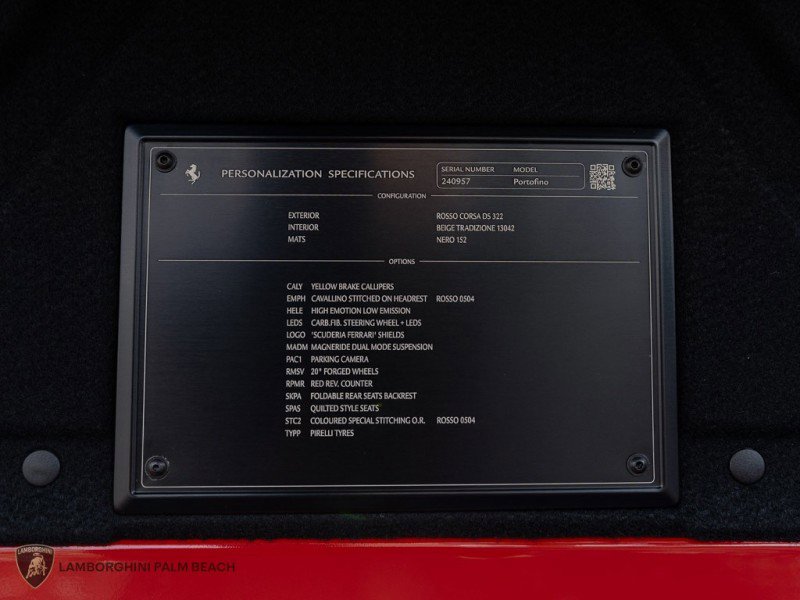 PERSONALIZATION SPECIFICATIONS
SERIAL NUMBER MODEL
240957 Portofino
CONFIGURATION
EXTERIOR ROSSO CORSA DS 322
INTERIOR BEIGE TRADIZIONE 13042
MATS NERO 152
OPTIONS
CALY YELLOW BRAKE CALLIPERS
EMPH CAVALLINO STITCHED ON HEADREST ROSSO 0504
HELE HIGH EMOTION LOW EMISSION
LEDS CARB.FIB. STEERING WHEEL + LEDS
LOGO 'SCUDERIA FERRARI' SHIELDS
MADM MAGNERIDE DUAL MODE SUSPENSION
PAC1 PARKING CAMERA
RMSV 20" FORGED WHEELS
RPMR RED REV. COUNTER
SKPA FOLDABLE REAR SEATS BACKREST
SPAS QUILTED STYLE SEATS
STC2 COLOURED SPECIAL STITCHING O.R. ROSSO 0504
TYPP PIRELLI TYRES
LAMBORGHINI
LAMBORGHINI PALM BEACH